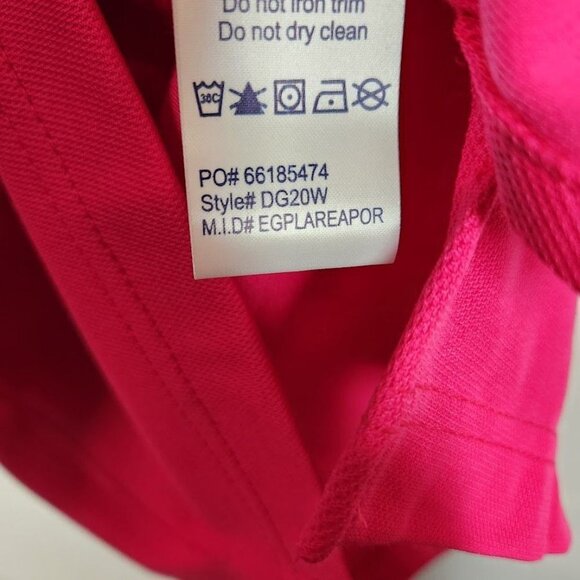 Do not iron trim
Do not dry clean
30C
PO# 66185474
Style# DG20W
M.I.D# EGPLAREAPOR